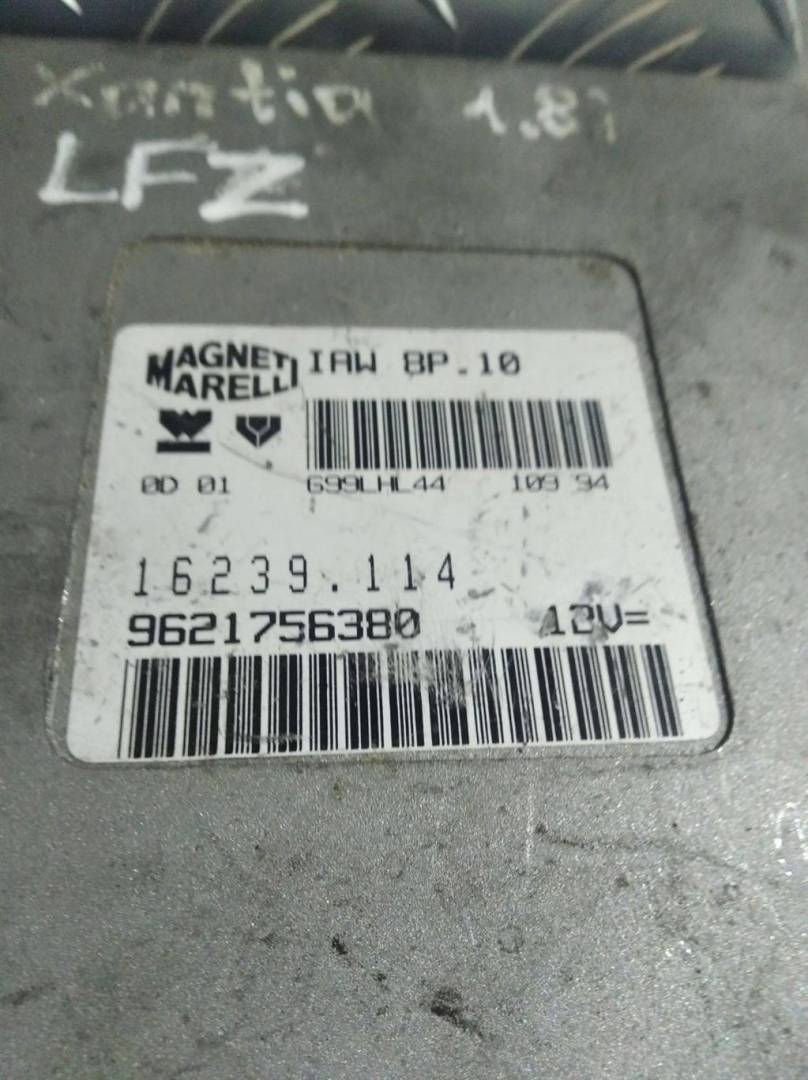 Xantia 1.8i
LFZ
MAGNETI MARELLI IAW 8P.10
0D 01 G99LHL44 109 94
16239.114
9621756380 12V=